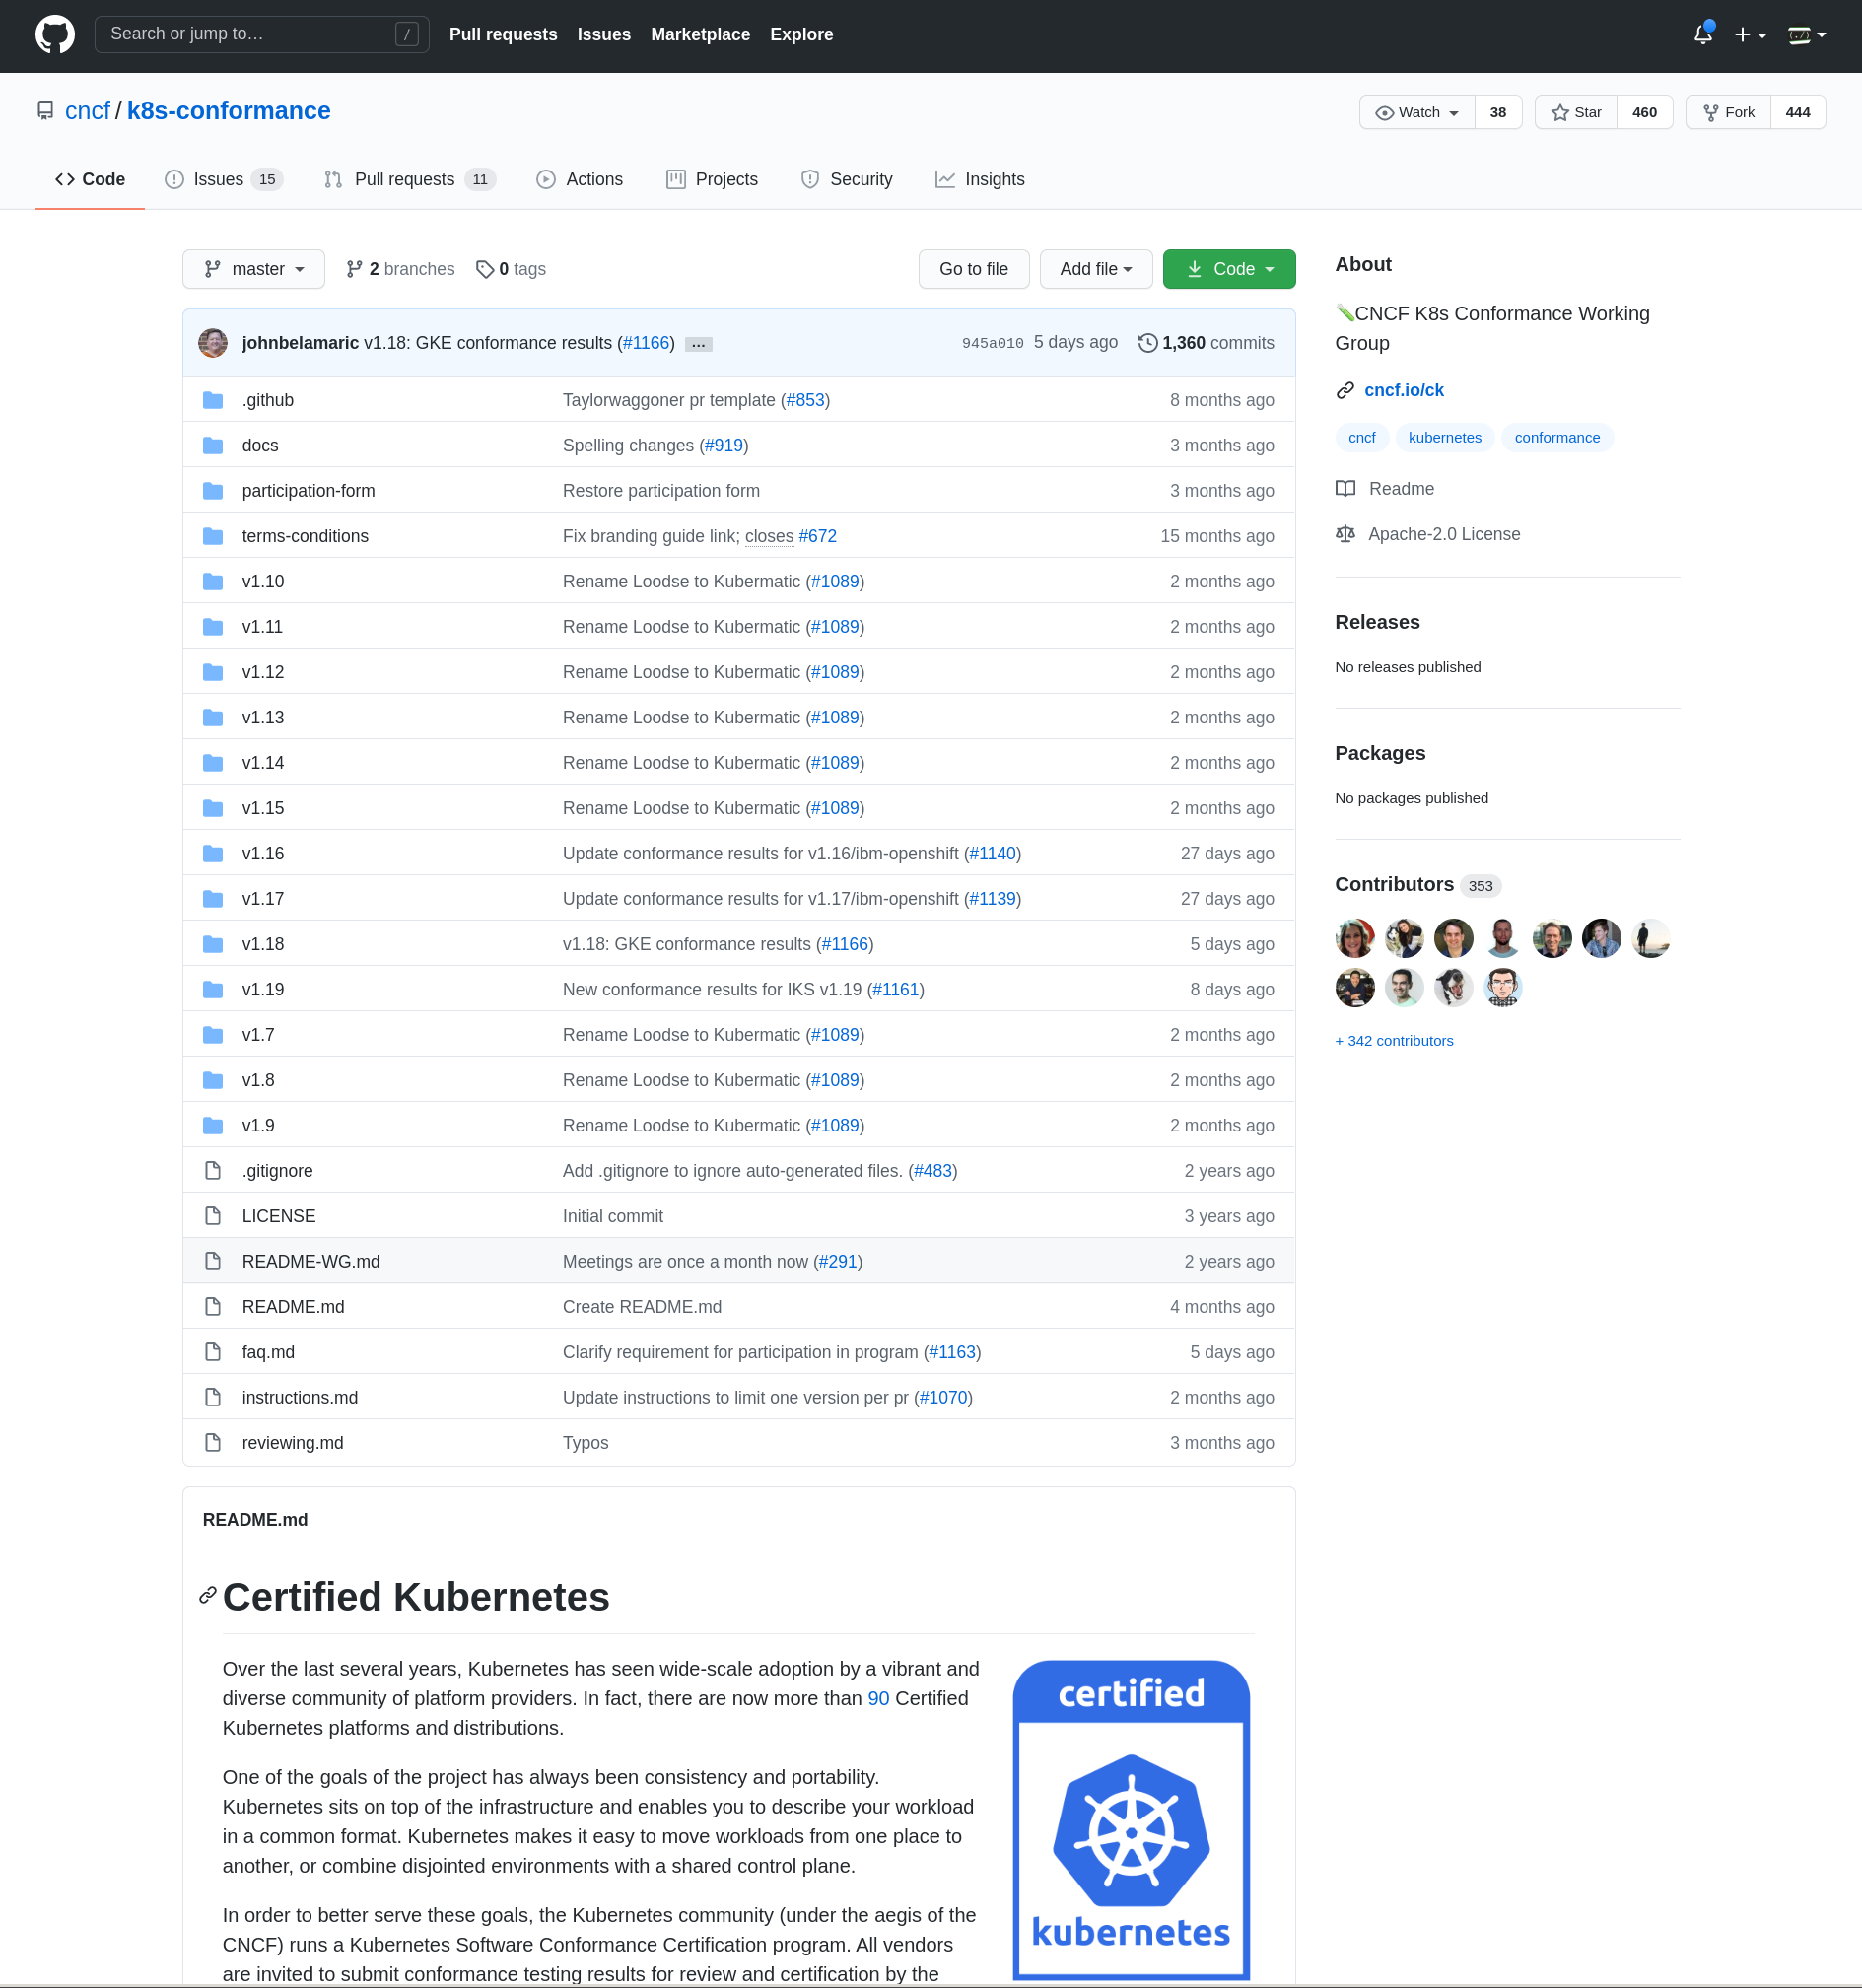 Search or jump to… /
Pull requests Issues Marketplace Explore
cncf / k8s-conformance
Watch 38 Star 460 Fork 444
Code Issues 15 Pull requests 11 Actions Projects Security Insights
master 2 branches 0 tags Go to file Add file Code
johnbelamaric v1.18: GKE conformance results (#1166) … 945a010 5 days ago 1,360 commits
.github Taylorwaggoner pr template (#853) 8 months ago
docs Spelling changes (#919) 3 months ago
participation-form Restore participation form 3 months ago
terms-conditions Fix branding guide link; closes #672 15 months ago
v1.10 Rename Loodse to Kubermatic (#1089) 2 months ago
v1.11 Rename Loodse to Kubermatic (#1089) 2 months ago
v1.12 Rename Loodse to Kubermatic (#1089) 2 months ago
v1.13 Rename Loodse to Kubermatic (#1089) 2 months ago
v1.14 Rename Loodse to Kubermatic (#1089) 2 months ago
v1.15 Rename Loodse to Kubermatic (#1089) 2 months ago
v1.16 Update conformance results for v1.16/ibm-openshift (#1140) 27 days ago
v1.17 Update conformance results for v1.17/ibm-openshift (#1139) 27 days ago
v1.18 v1.18: GKE conformance results (#1166) 5 days ago
v1.19 New conformance results for IKS v1.19 (#1161) 8 days ago
v1.7 Rename Loodse to Kubermatic (#1089) 2 months ago
v1.8 Rename Loodse to Kubermatic (#1089) 2 months ago
v1.9 Rename Loodse to Kubermatic (#1089) 2 months ago
.gitignore Add .gitignore to ignore auto-generated files. (#483) 2 years ago
LICENSE Initial commit 3 years ago
README-WG.md Meetings are once a month now (#291) 2 years ago
README.md Create README.md 4 months ago
faq.md Clarify requirement for participation in program (#1163) 5 days ago
instructions.md Update instructions to limit one version per pr (#1070) 2 months ago
reviewing.md Typos 3 months ago
README.md
Certified Kubernetes
Over the last several years, Kubernetes has seen wide-scale adoption by a vibrant and
diverse community of platform providers. In fact, there are now more than 90 Certified
Kubernetes platforms and distributions.
One of the goals of the project has always been consistency and portability.
Kubernetes sits on top of the infrastructure and enables you to describe your workload
in a common format. Kubernetes makes it easy to move workloads from one place to
another, or combine disjointed environments with a shared control plane.
In order to better serve these goals, the Kubernetes community (under the aegis of the
CNCF) runs a Kubernetes Software Conformance Certification program. All vendors
are invited to submit conformance testing results for review and certification by the
certified
kubernetes
About
CNCF K8s Conformance Working
Group
cncf.io/ck
cncf kubernetes conformance
Readme
Apache-2.0 License
Releases
No releases published
Packages
No packages published
Contributors 353
+ 342 contributors